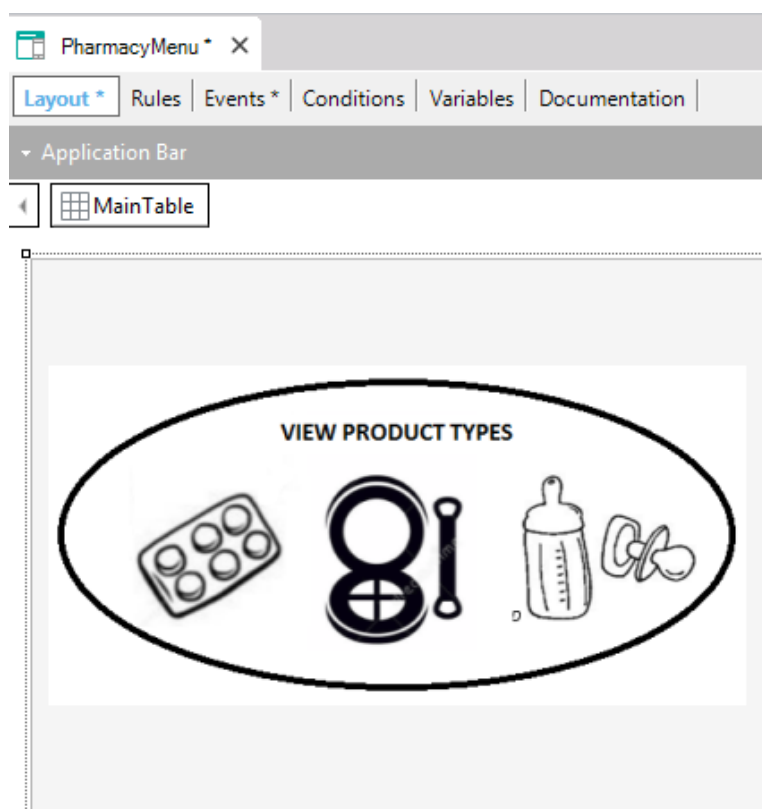 PharmacyMenu *
Layout * Rules Events * Conditions Variables Documentation
Application Bar
MainTable
VIEW PRODUCT TYPES